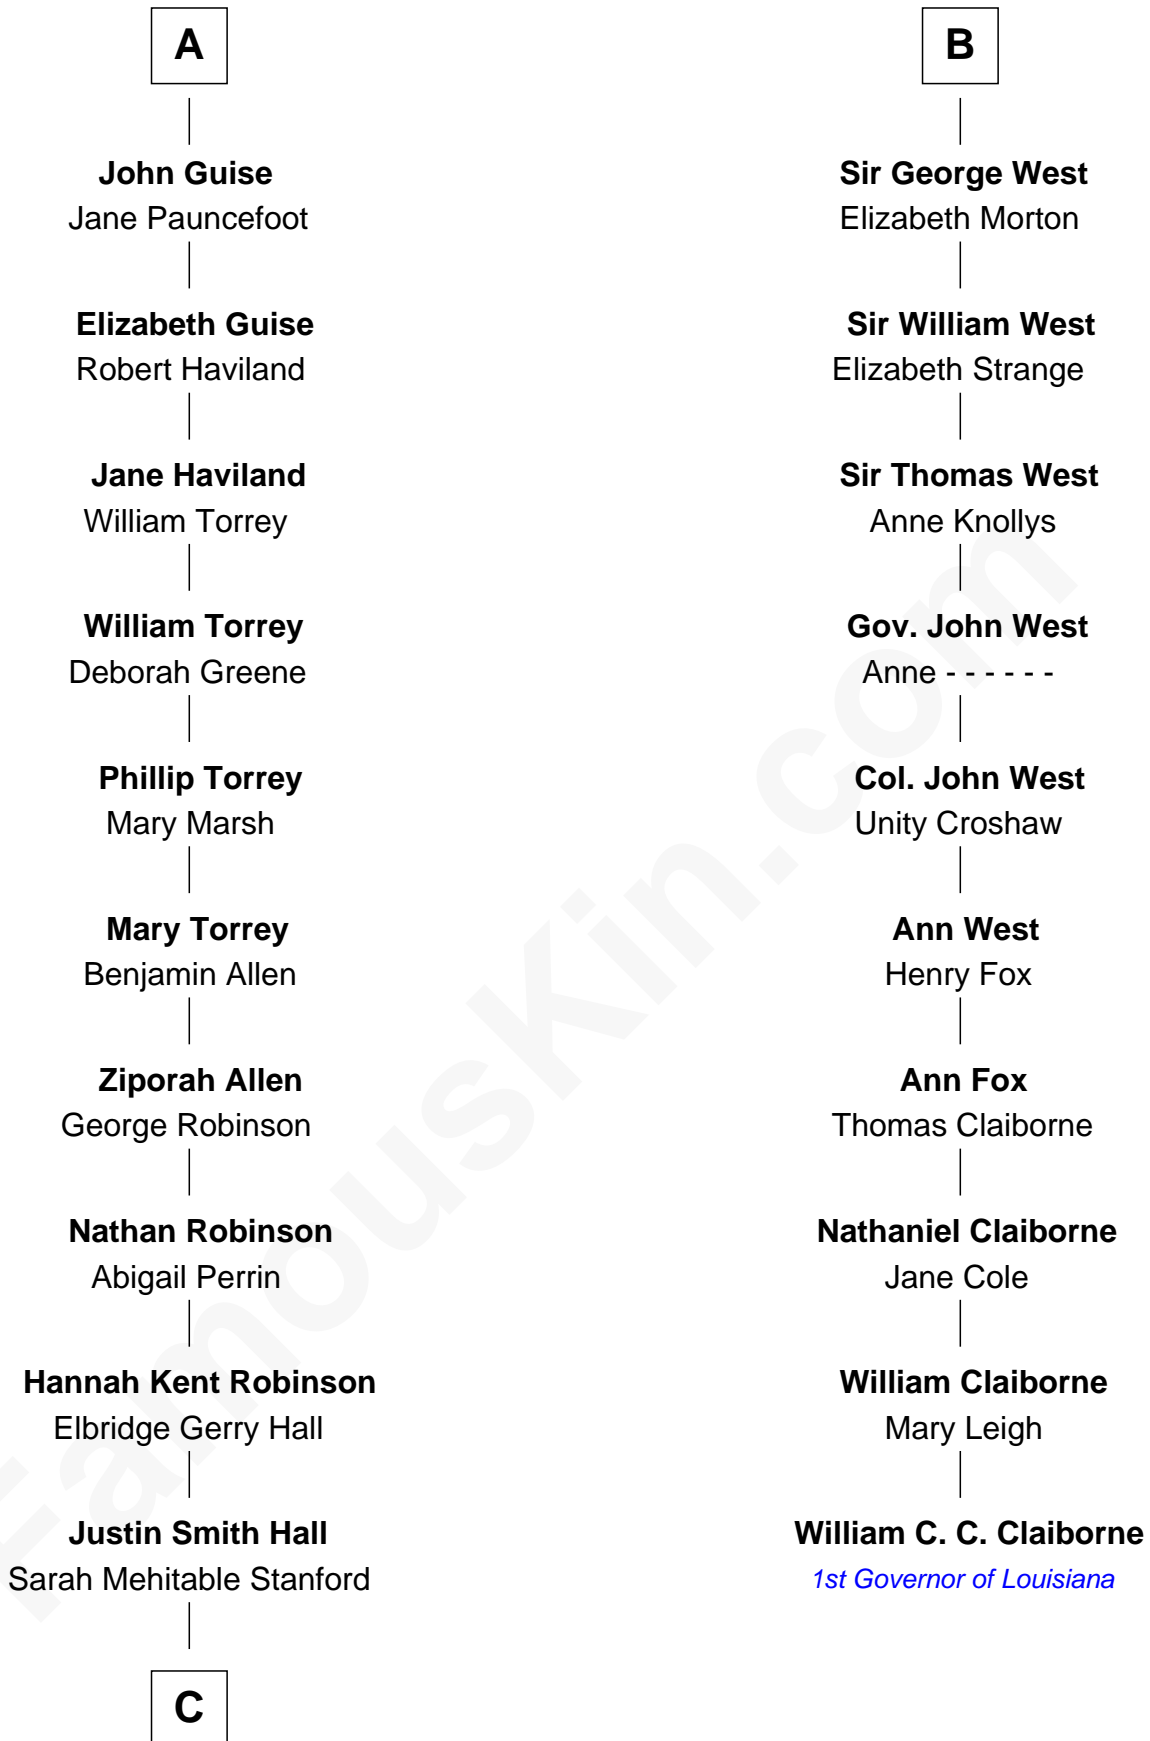 A
John Guise
Jane Pauncefoot
Elizabeth Guise
Robert Haviland
Jane Haviland
William Torrey
William Torrey
Deborah Greene
Phillip Torrey
Mary Marsh
Mary Torrey
Benjamin Allen
Ziporah Allen
George Robinson
Nathan Robinson
Abigail Perrin
Hannah Kent Robinson
Elbridge Gerry Hall
Justin Smith Hall
Sarah Mehitable Stanford
C
B
Sir George West
Elizabeth Morton
Sir William West
Elizabeth Strange
Sir Thomas West
Anne Knollys
Gov. John West
Anne - - - - - -
Col. John West
Unity Croshaw
Ann West
Henry Fox
Ann Fox
Thomas Claiborne
Nathaniel Claiborne
Jane Cole
William Claiborne
Mary Leigh
William C. C. Claiborne
1st Governor of Louisiana
FamousKin.com